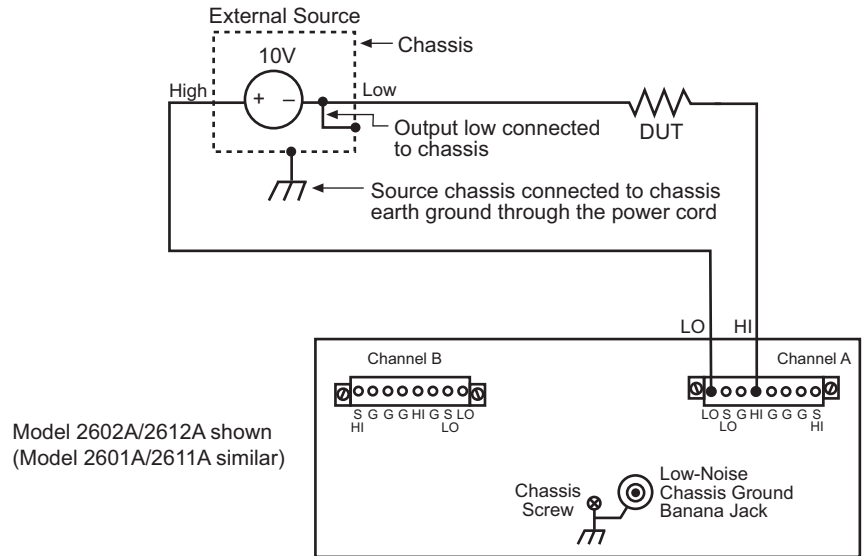 External Source
Chassis
10V
High
+ –
Low
Output low connected
to chassis
DUT
Source chassis connected to chassis
earth ground through the power cord
LO HI
Channel B
Channel A
S G G G HI G S LO
HI LO
LO S G HI G G G S
LO HI
Model 2602A/2612A shown
(Model 2601A/2611A similar)
Chassis
Screw
Low-Noise
Chassis Ground
Banana Jack